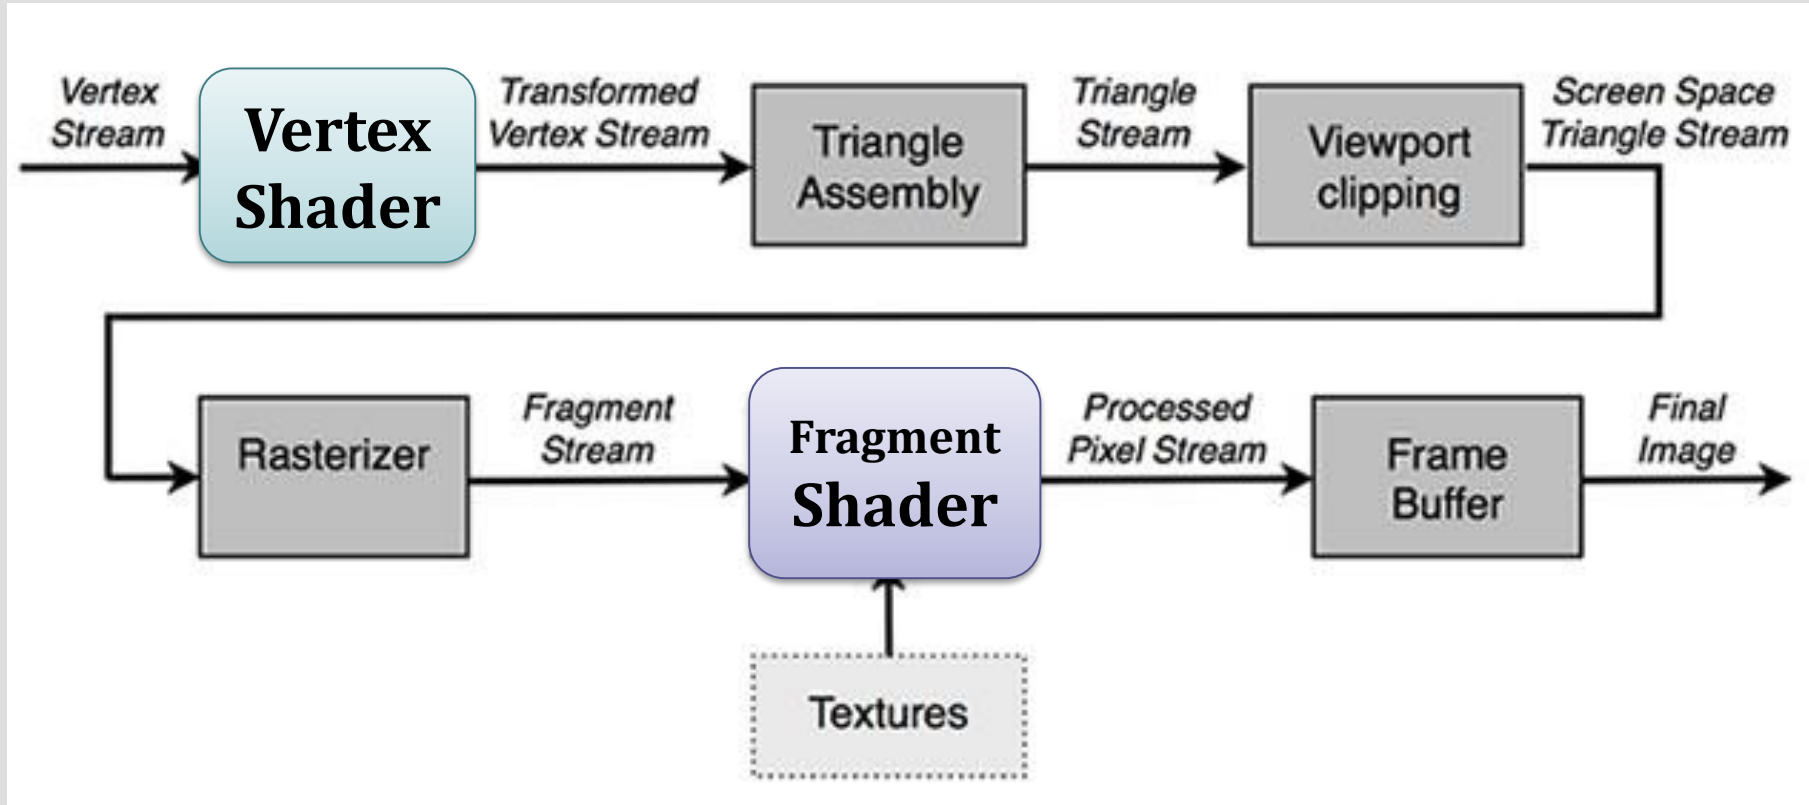 Vertex
Stream
Vertex
Shader
Transformed
Vertex Stream
Triangle
Assembly
Triangle
Stream
Viewport
clipping
Screen Space
Triangle Stream
Rasterizer
Fragment
Stream
Fragment
Shader
Processed
Pixel Stream
Frame
Buffer
Final
Image
Textures